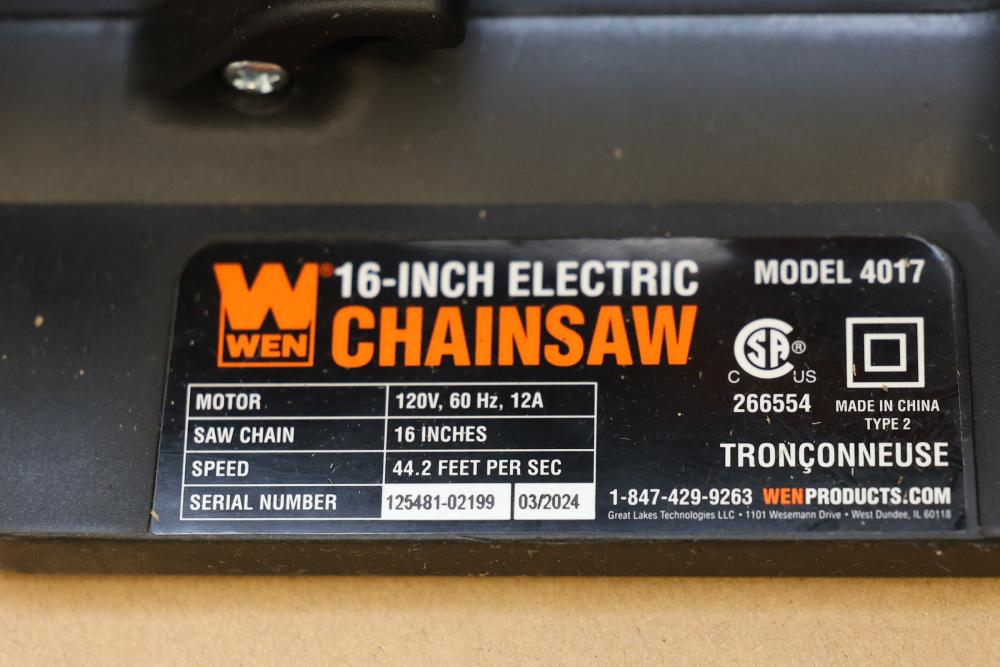 WEN®
16-INCH ELECTRIC
CHAINSAW
MODEL 4017
MOTOR 120V, 60 Hz, 12A
SAW CHAIN 16 INCHES
SPEED 44.2 FEET PER SEC
SERIAL NUMBER 125481-02199 03/2024
C SA® US
266554
MADE IN CHINA
TYPE 2
TRONÇONNEUSE
1-847-429-9263 WENPRODUCTS.COM
Great Lakes Technologies LLC • 1101 Wesemann Drive • West Dundee, IL 60118